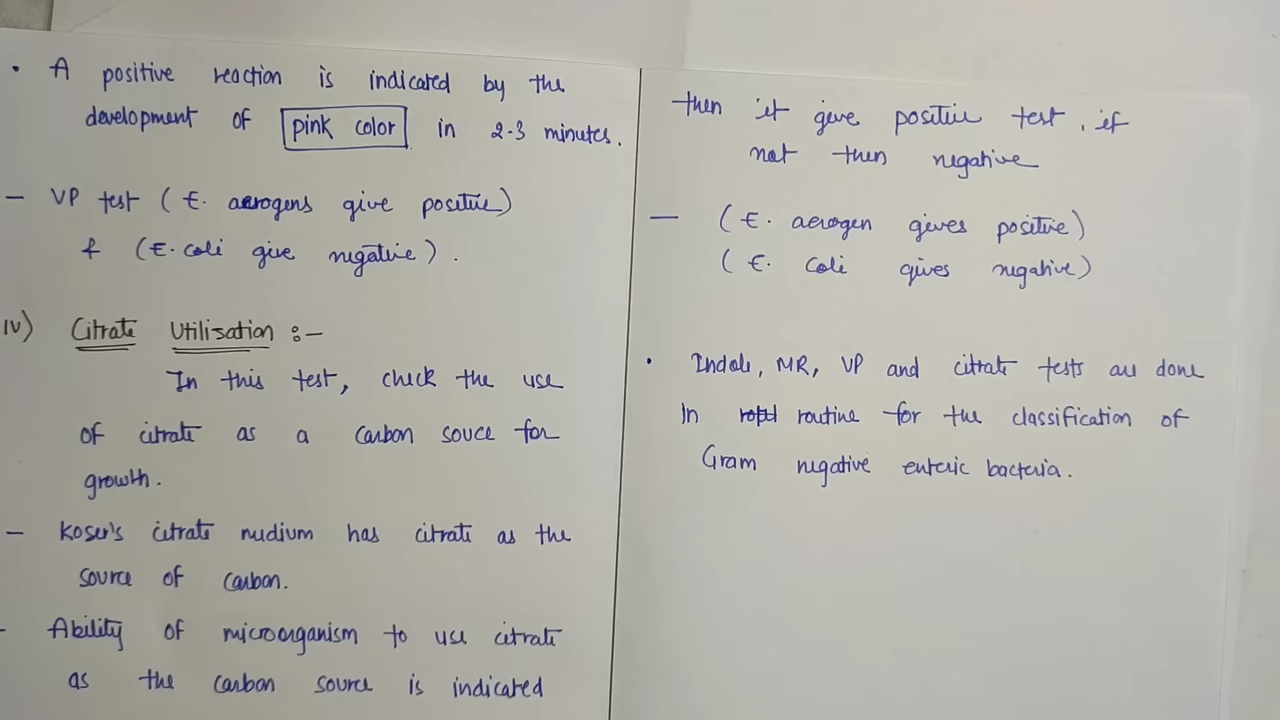 • A positive reaction is indicated by the
development of pink color in 2-3 minutes.
— VP test (E. aerogens give positive)
& (E. coli give negative).
IV) Citrate Utilisation :-
In this test, check the use
of citrate as a carbon souce for
growth.
— Koser's citrate medium has citrate as the
source of carbon.
- Ability of microorganism to use citrate
as the carbon source is indicated
then it give positive test, if
not then negative
— (E. aerogen gives positive)
(E. coli gives negative)
• Indole, MR, VP and citrate tests are done
In routine for the classification of
Gram negative enteric bacteria.